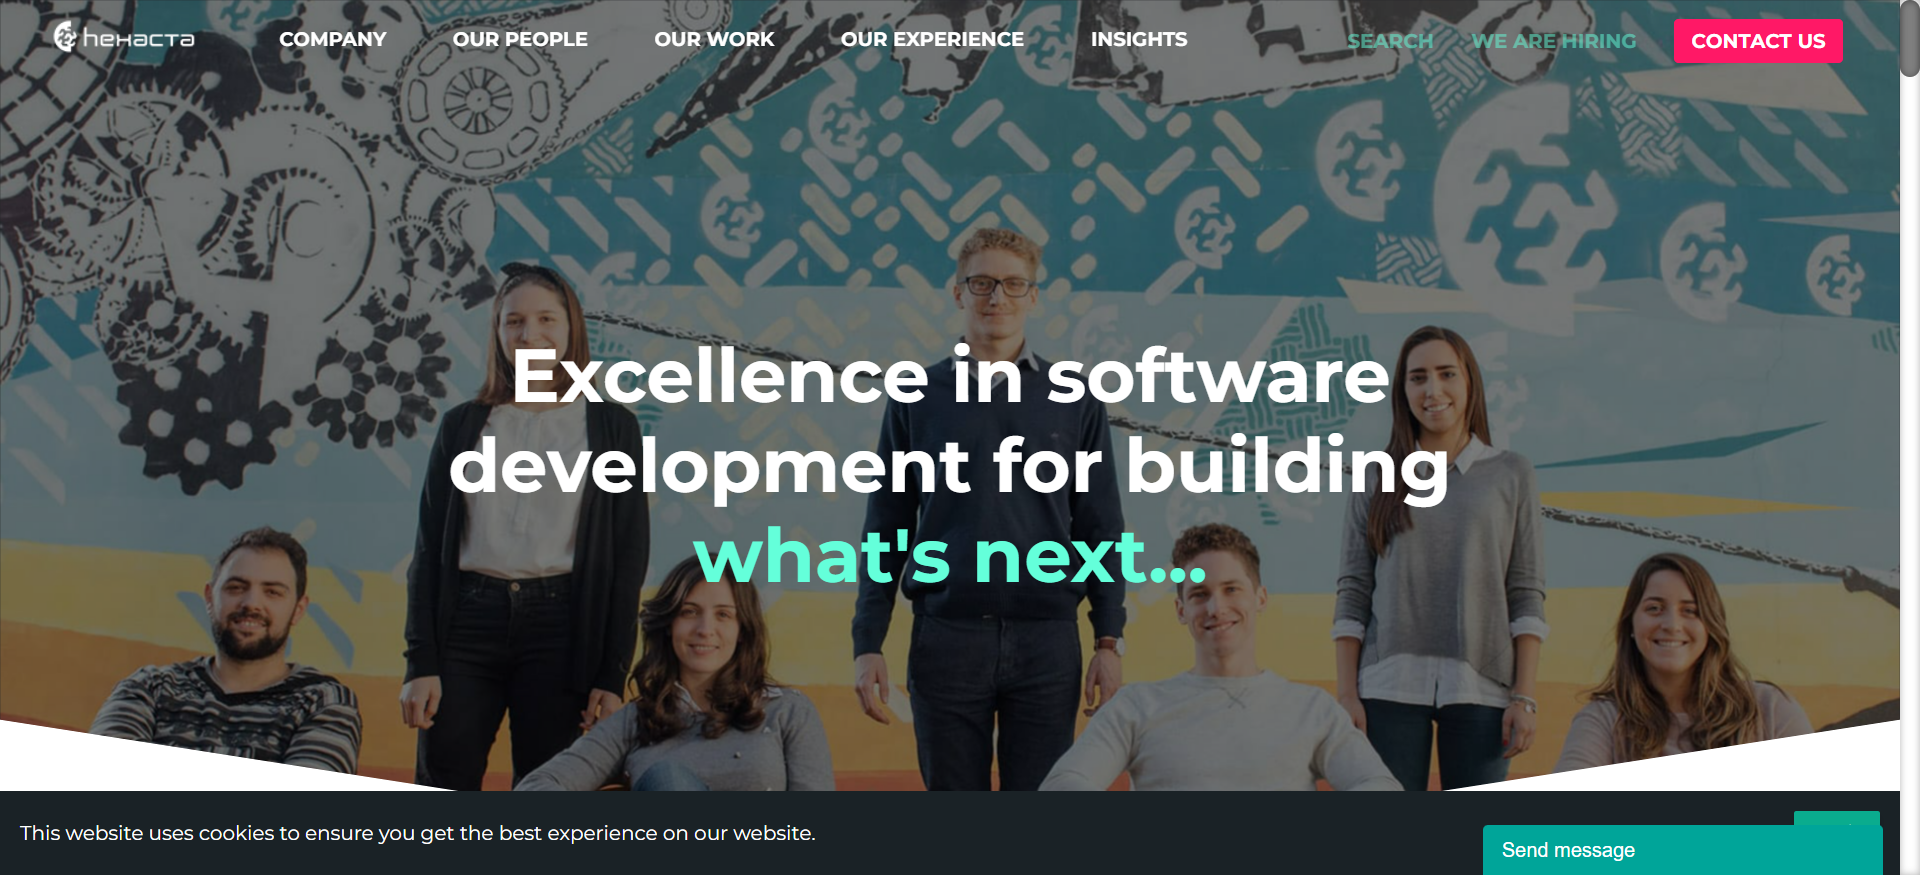 hexacta
COMPANY
OUR PEOPLE
OUR WORK
OUR EXPERIENCE
INSIGHTS
SEARCH
WE ARE HIRING
CONTACT US
Excellence in software
development for building
what's next...
This website uses cookies to ensure you get the best experience on our website.
Send message